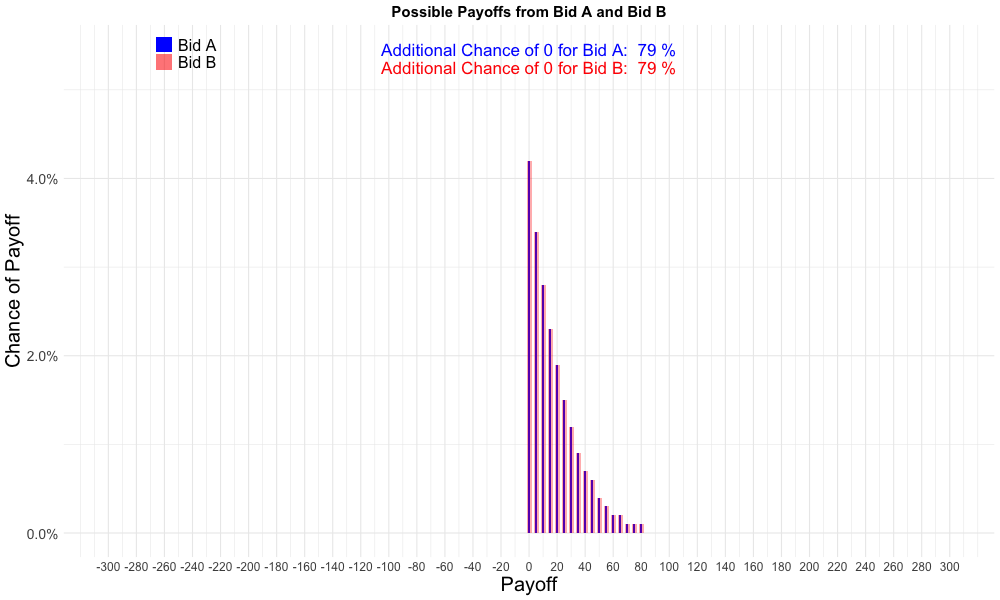 Possible Payoffs from Bid A and Bid B
Bid A
Bid B
Additional Chance of 0 for Bid A:  79 %
Additional Chance of 0 for Bid B:  79 %
Chance of Payoff
4.0%
2.0%
0.0%
-300 -280 -260 -240 -220 -200 -180 -160 -140 -120 -100 -80 -60 -40 -20 0 20 40 60 80 100 120 140 160 180 200 220 240 260 280 300
Payoff